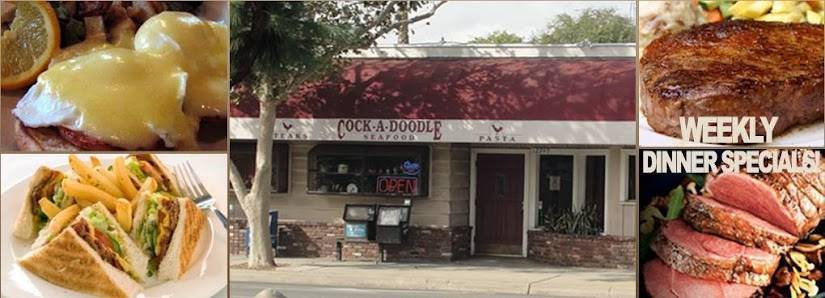 COCK-A-DOODLE
STEAKS SEAFOOD PASTA
OPEN
WEEKLY
DINNER SPECIALS!